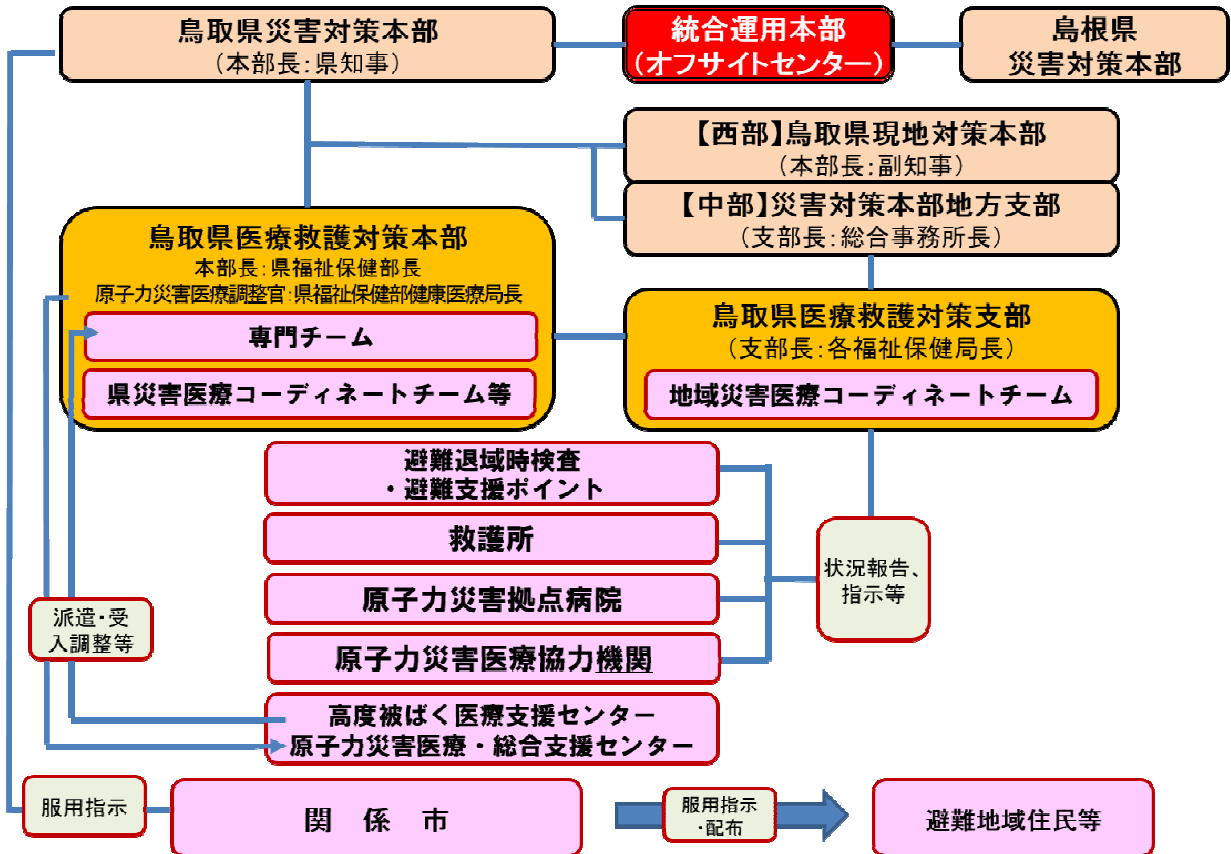 鳥取県災害対策本部
(本部長:県知事)
統合運用本部
(オフサイトセンター)
島根県
災害対策本部
【西部】鳥取県現地対策本部
(本部長:副知事)
【中部】災害対策本部地方支部
(支部長:総合事務所長)
鳥取県医療救護対策本部
本部長:県福祉保健部長
原子力災害医療調整官:県福祉保健部健康医療局長
専門チーム
県災害医療コーディネートチーム等
鳥取県医療救護対策支部
(支部長:各福祉保健局長)
地域災害医療コーディネートチーム
避難退域時検査
・避難支援ポイント
救護所
原子力災害拠点病院
原子力災害医療協力機関
高度被ばく医療支援センター
原子力災害医療・総合支援センター
状況報告、
指示等
派遣・受
入調整等
服用指示
関 係 市
服用指示
・配布
避難地域住民等